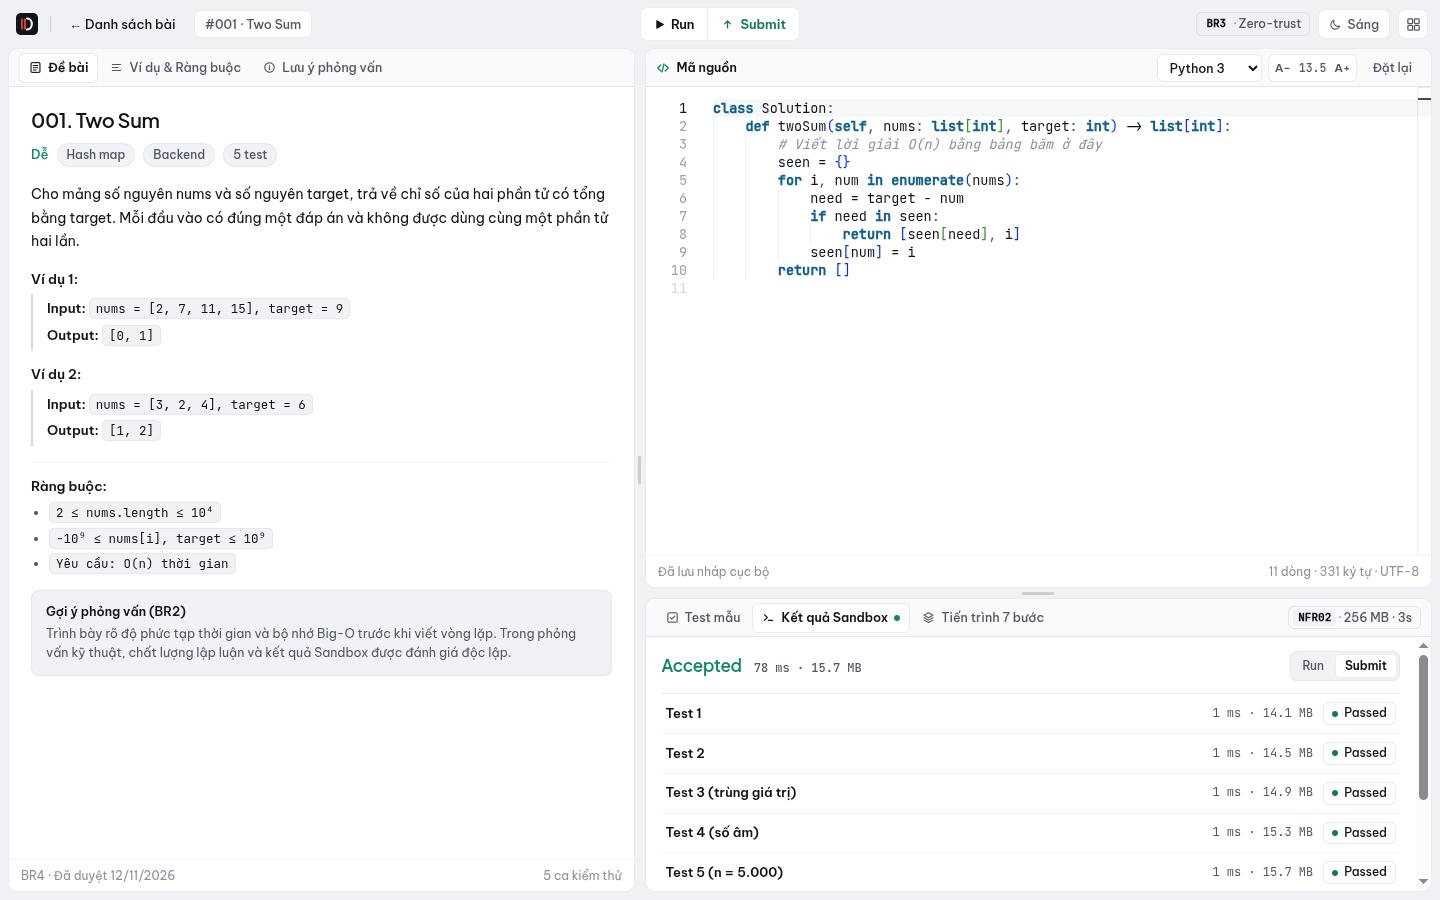 ← Danh sách bài
#001 · Two Sum
Run
Submit
BR3 · Zero-trust
Sáng
Đề bài
Ví dụ & Ràng buộc
Lưu ý phỏng vấn
001. Two Sum
Dễ
Hash map
Backend
5 test
Cho mảng số nguyên nums và số nguyên target, trả về chỉ số của hai phần tử có tổng
bằng target. Mỗi đầu vào có đúng một đáp án và không được dùng cùng một phần tử
hai lần.
Ví dụ 1:
Input: nums = [2, 7, 11, 15], target = 9
Output: [0, 1]
Ví dụ 2:
Input: nums = [3, 2, 4], target = 6
Output: [1, 2]
Ràng buộc:
• 2 ≤ nums.length ≤ 10⁴
• -10⁹ ≤ nums[i], target ≤ 10⁹
• Yêu cầu: O(n) thời gian
Gợi ý phỏng vấn (BR2)
Trình bày rõ độ phức tạp thời gian và bộ nhớ Big-O trước khi viết vòng lặp. Trong phỏng
vấn kỹ thuật, chất lượng lập luận và kết quả Sandbox được đánh giá độc lập.
BR4 · Đã duyệt 12/11/2026
5 ca kiểm thử
Mã nguồn
Python 3
A− 13.5 A+
Đặt lại
1 class Solution:
2     def twoSum(self, nums: list[int], target: int) -> list[int]:
3         # Viết lời giải O(n) bằng bảng băm ở đây
4         seen = {}
5         for i, num in enumerate(nums):
6             need = target - num
7             if need in seen:
8                 return [seen[need], i]
9             seen[num] = i
10         return []
11
Đã lưu nháp cục bộ
11 dòng · 331 ký tự · UTF-8
Test mẫu
Kết quả Sandbox
Tiến trình 7 bước
NFR02 · 256 MB · 3s
Accepted 78 ms · 15.7 MB
Run
Submit
Test 1 1 ms · 14.1 MB Passed
Test 2 1 ms · 14.5 MB Passed
Test 3 (trùng giá trị) 1 ms · 14.9 MB Passed
Test 4 (số âm) 1 ms · 15.3 MB Passed
Test 5 (n = 5.000) 1 ms · 15.7 MB Passed